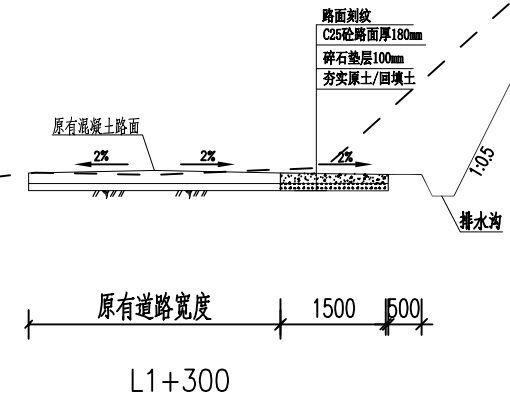 路面刻纹
C25砼路面厚180mm
碎石垫层100mm
夯实原土/回填土
原有混凝土路面
2%
2%
2%
1:0.5
排水沟
原有道路宽度
1500
500
L1+300